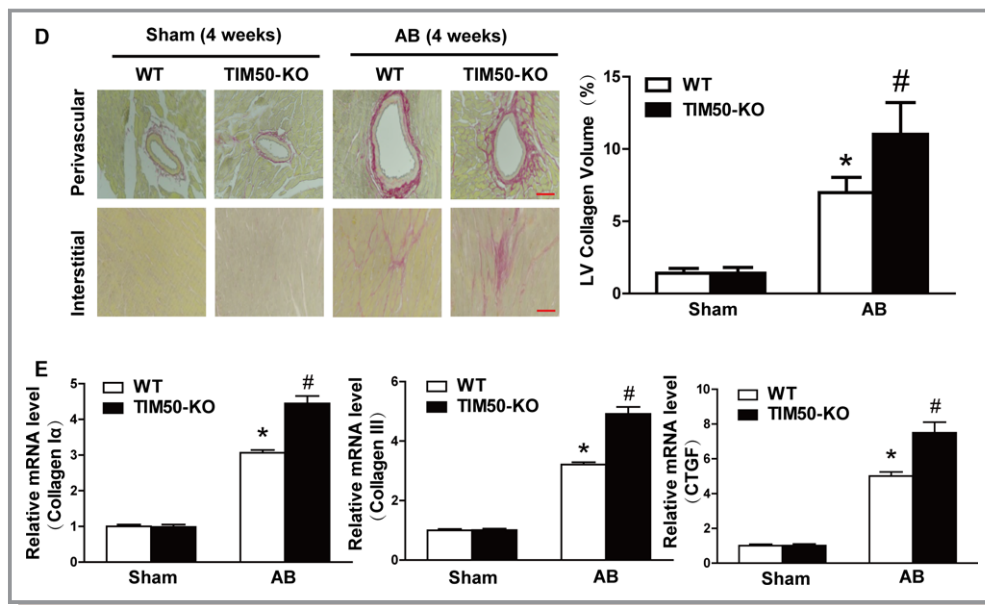 D
Sham (4 weeks)
AB (4 weeks)
WT
TIM50-KO
WT
TIM50-KO
Perivascular
Interstitial
LV Collagen Volume (%)
15
10
5
0
WT
TIM50-KO
*
#
Sham
AB
E
Relative mRNA level
(Collagen Iα)
5
4
3
2
1
0
WT
TIM50-KO
*
#
Sham
AB
Relative mRNA level
(Collagen III)
6
4
2
0
WT
TIM50-KO
*
#
Sham
AB
Relative mRNA level
(CTGF)
10
8
6
4
2
0
WT
TIM50-KO
*
#
Sham
AB